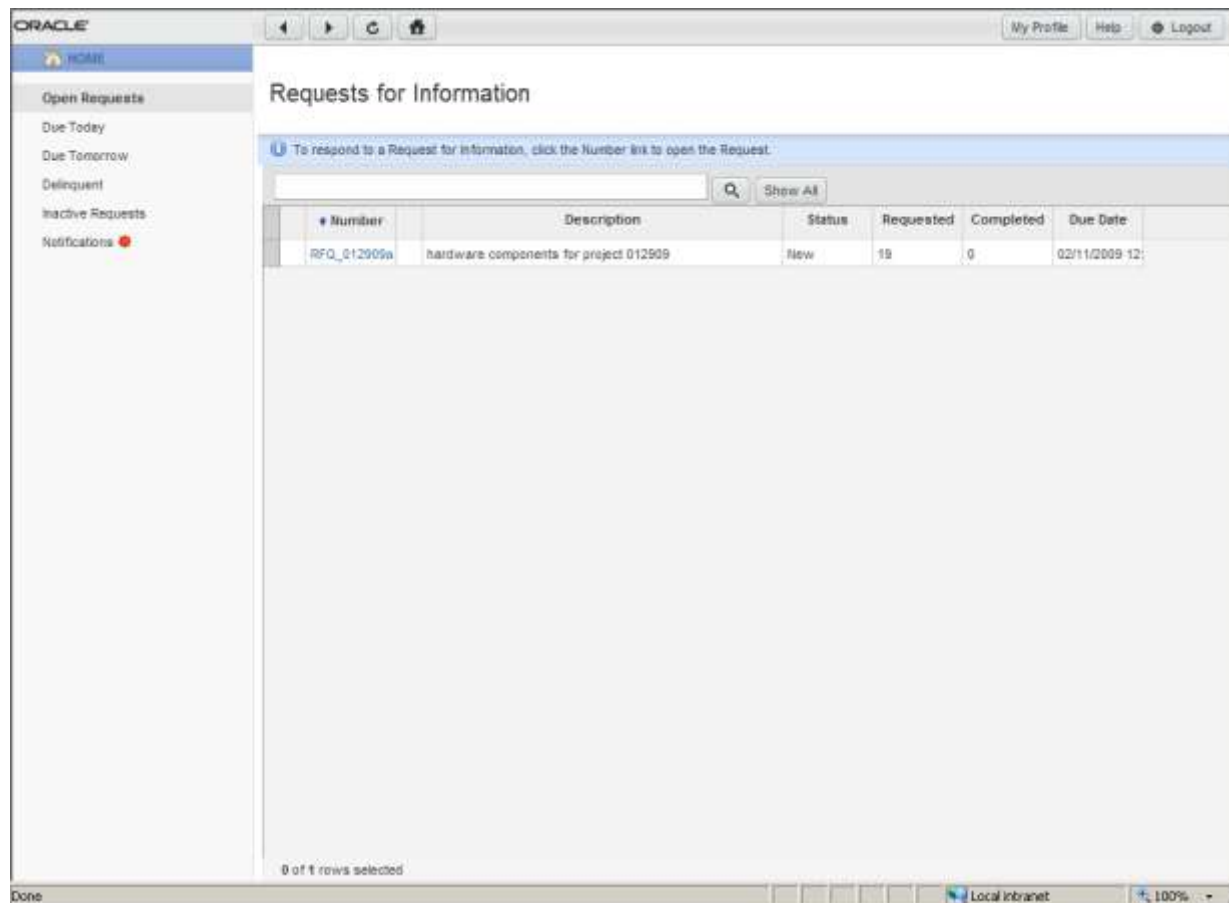 ORACLE
My Profile Help Logout
HOME
Open Requests
Due Today
Due Tomorrow
Delinquent
Inactive Requests
Notifications
Requests for Information
To respond to a Request for Information, click the Number link to open the Request.
Show All
Number Description Status Requested Completed Due Date
RFQ_012909a hardware components for project 012909 New 19 0 02/11/2009 12:
0 of 1 rows selected
Done Local intranet 100%